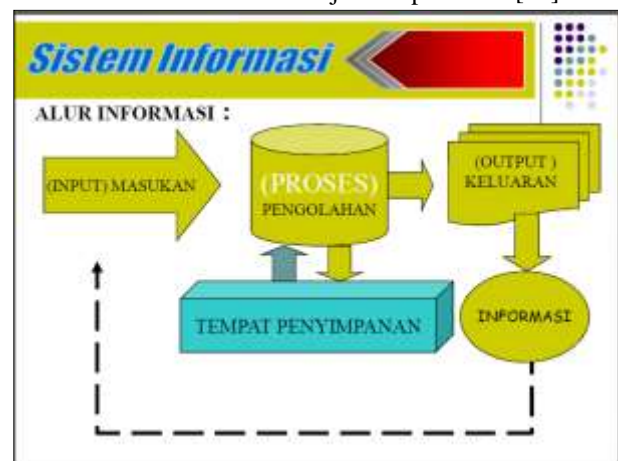 Sistem Informasi
ALUR INFORMASI :
(INPUT) MASUKAN
(PROSES)
PENGOLAHAN
(OUTPUT )
KELUARAN
TEMPAT PENYIMPANAN
INFORMASI